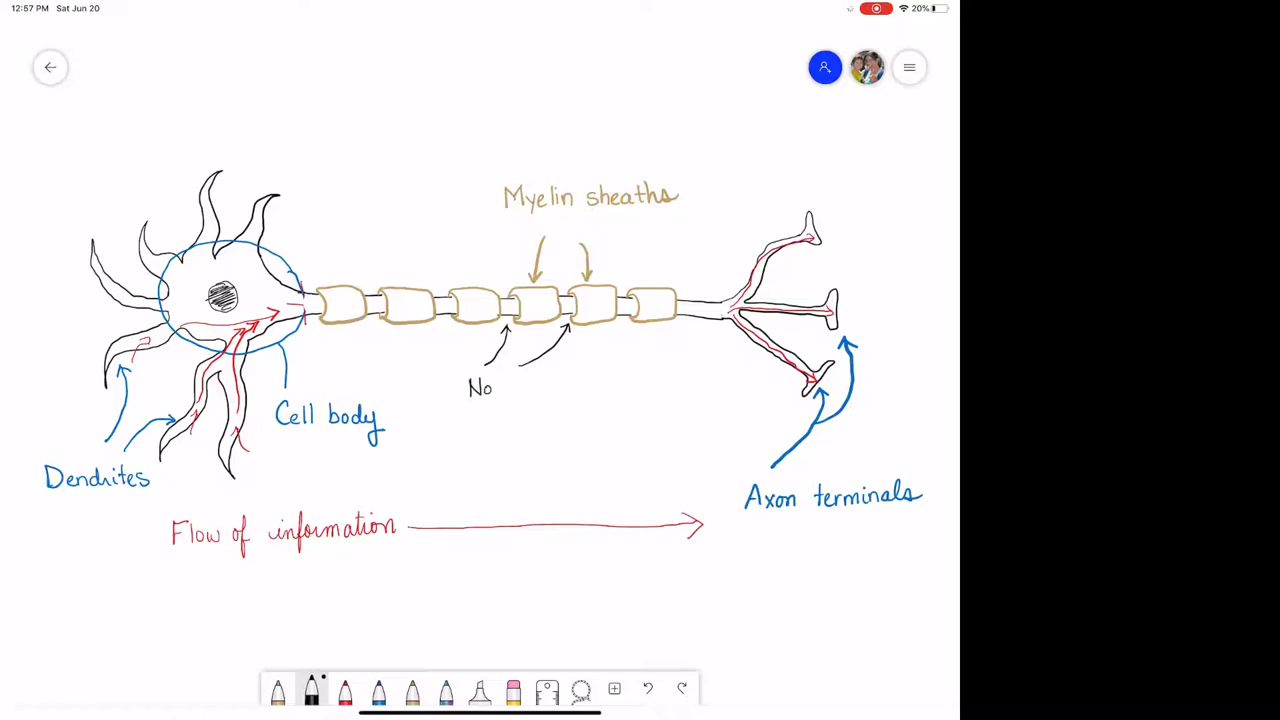 12:57 PM Sat Jun 20
20%
Myelin sheaths
No
Cell body
Dendrites
Axon terminals
Flow of information